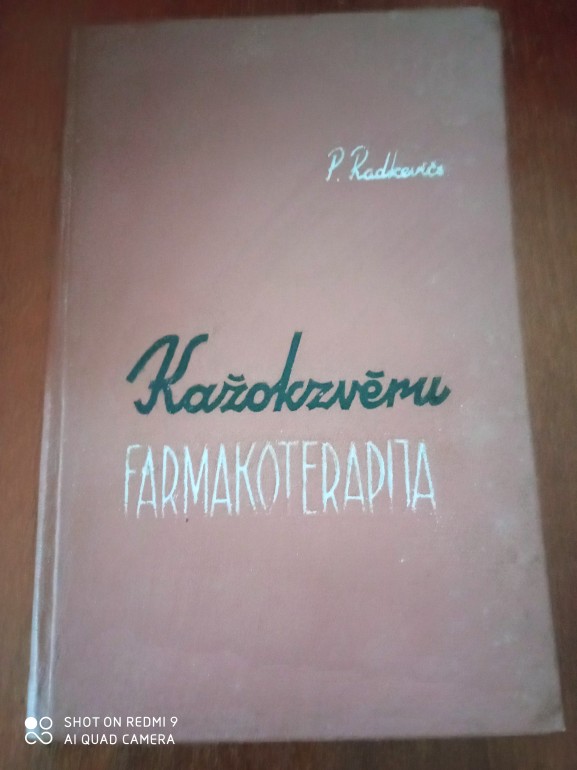 P. Radkevičs
Kažokzvēru
FARMAKOTERAPIJA
SHOT ON REDMI 9
AI QUAD CAMERA